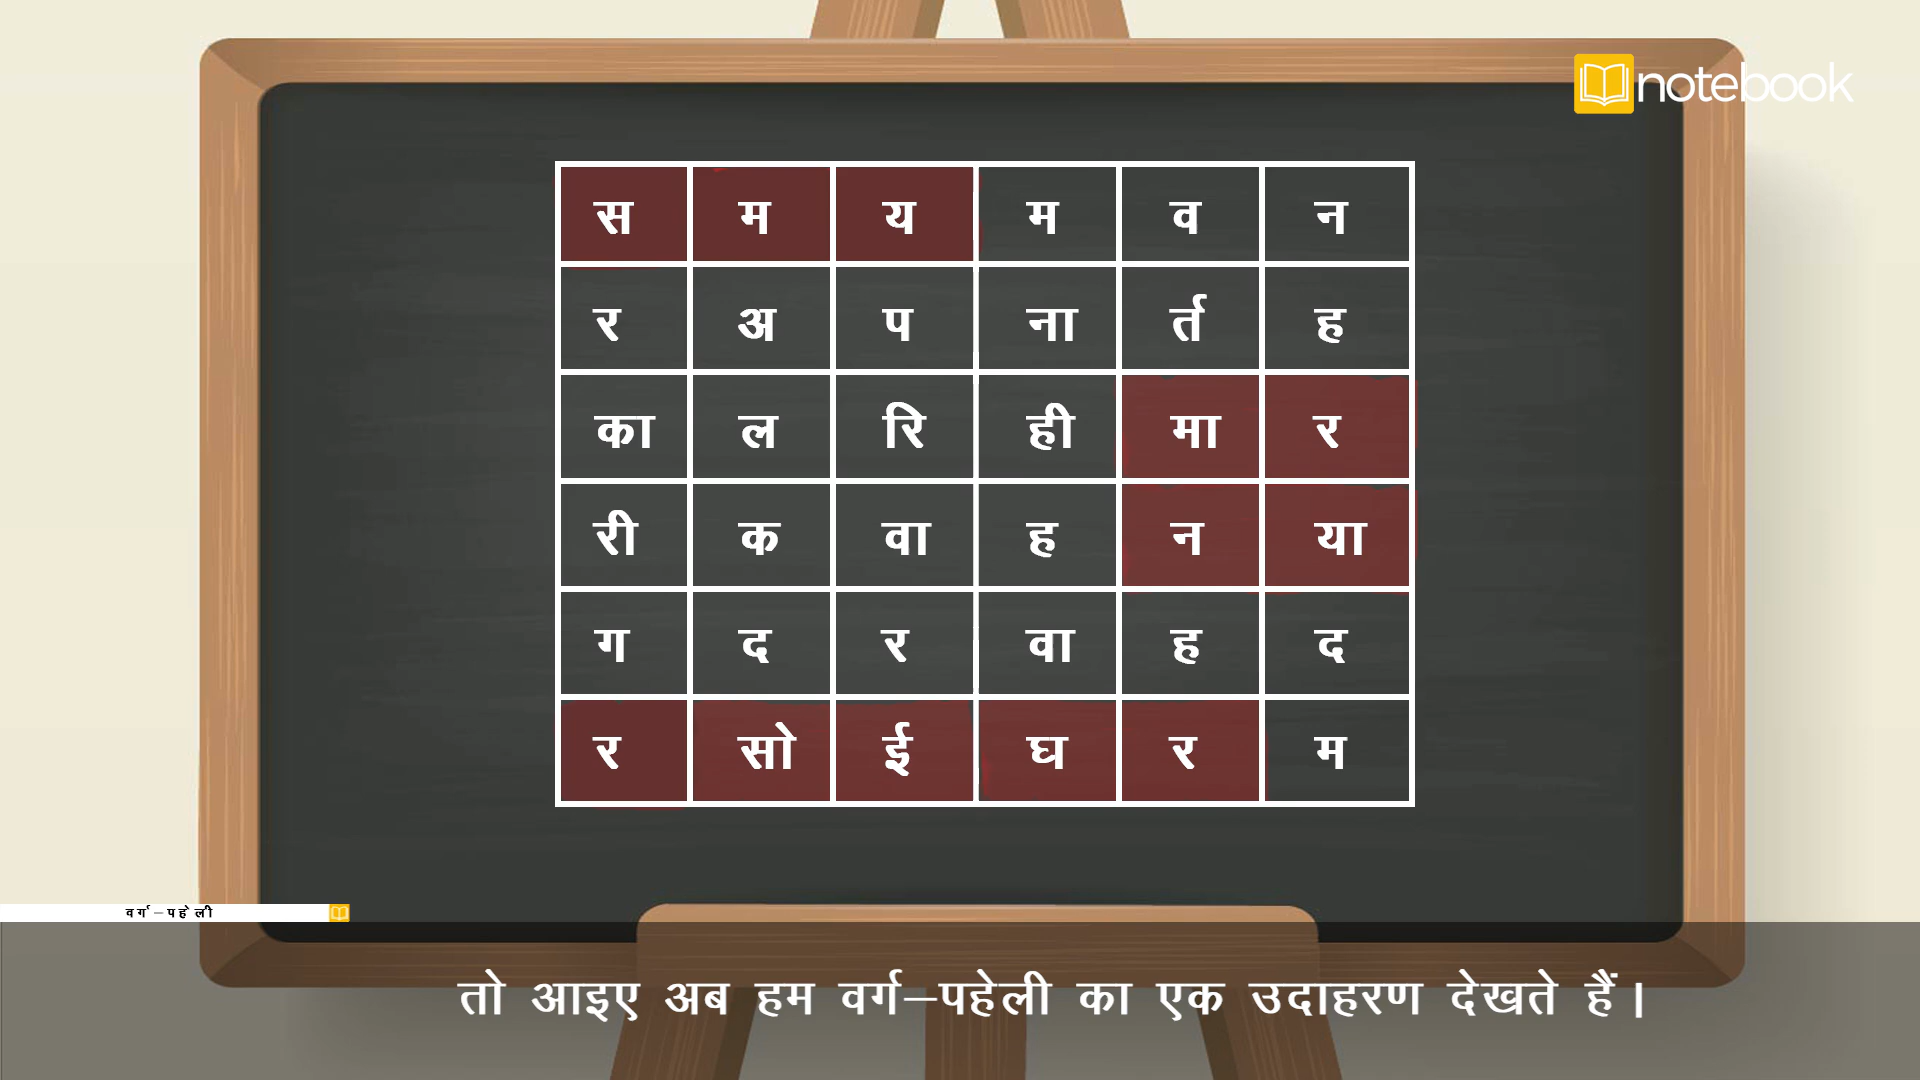 notebook
स म य म व न
र अ प ना र्त ह
का ल रि ही मा र
री क वा ह न या
ग द र वा ह द
र सो ई घ र म
वर्ग–पहेली
तो आइए अब हम वर्ग–पहेली का एक उदाहरण देखते हैं।